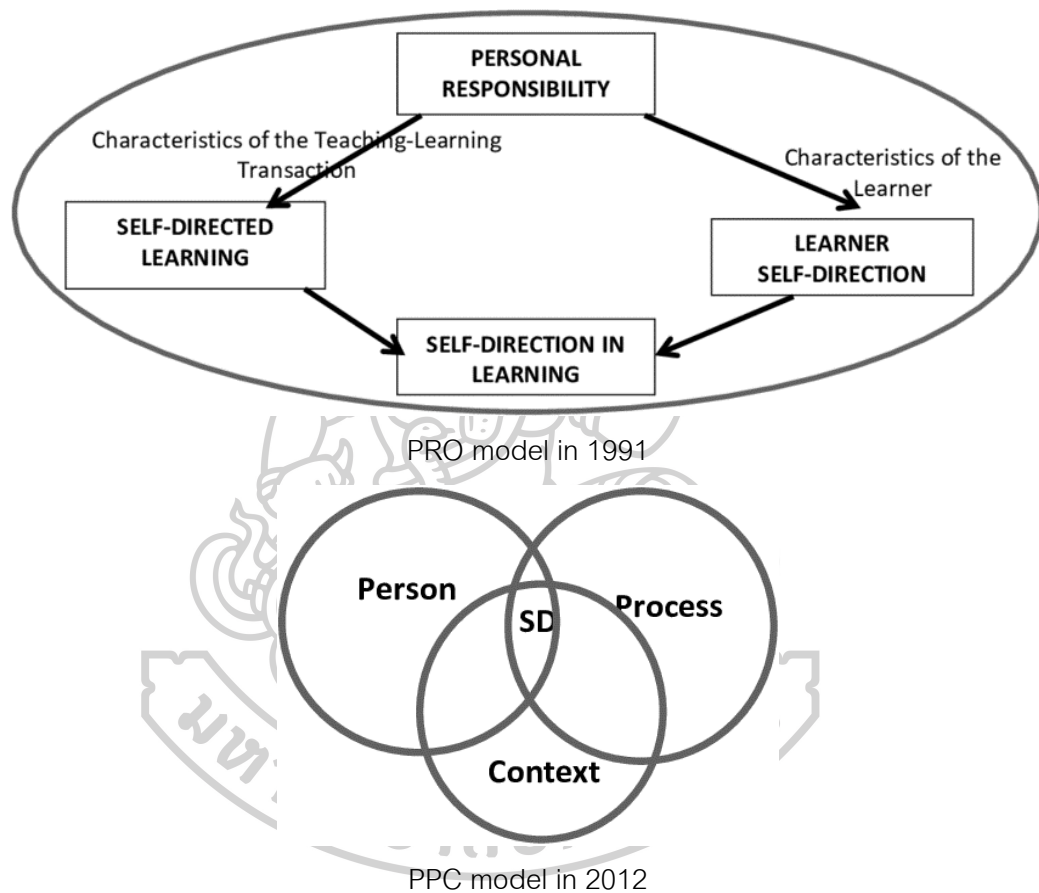 PERSONAL
RESPONSIBILITY
Characteristics of the Teaching-Learning
Transaction
Characteristics of the
Learner
SELF-DIRECTED
LEARNING
LEARNER
SELF-DIRECTION
SELF-DIRECTION IN
LEARNING
PRO model in 1991
Person
Process
SD
Context
PPC model in 2012